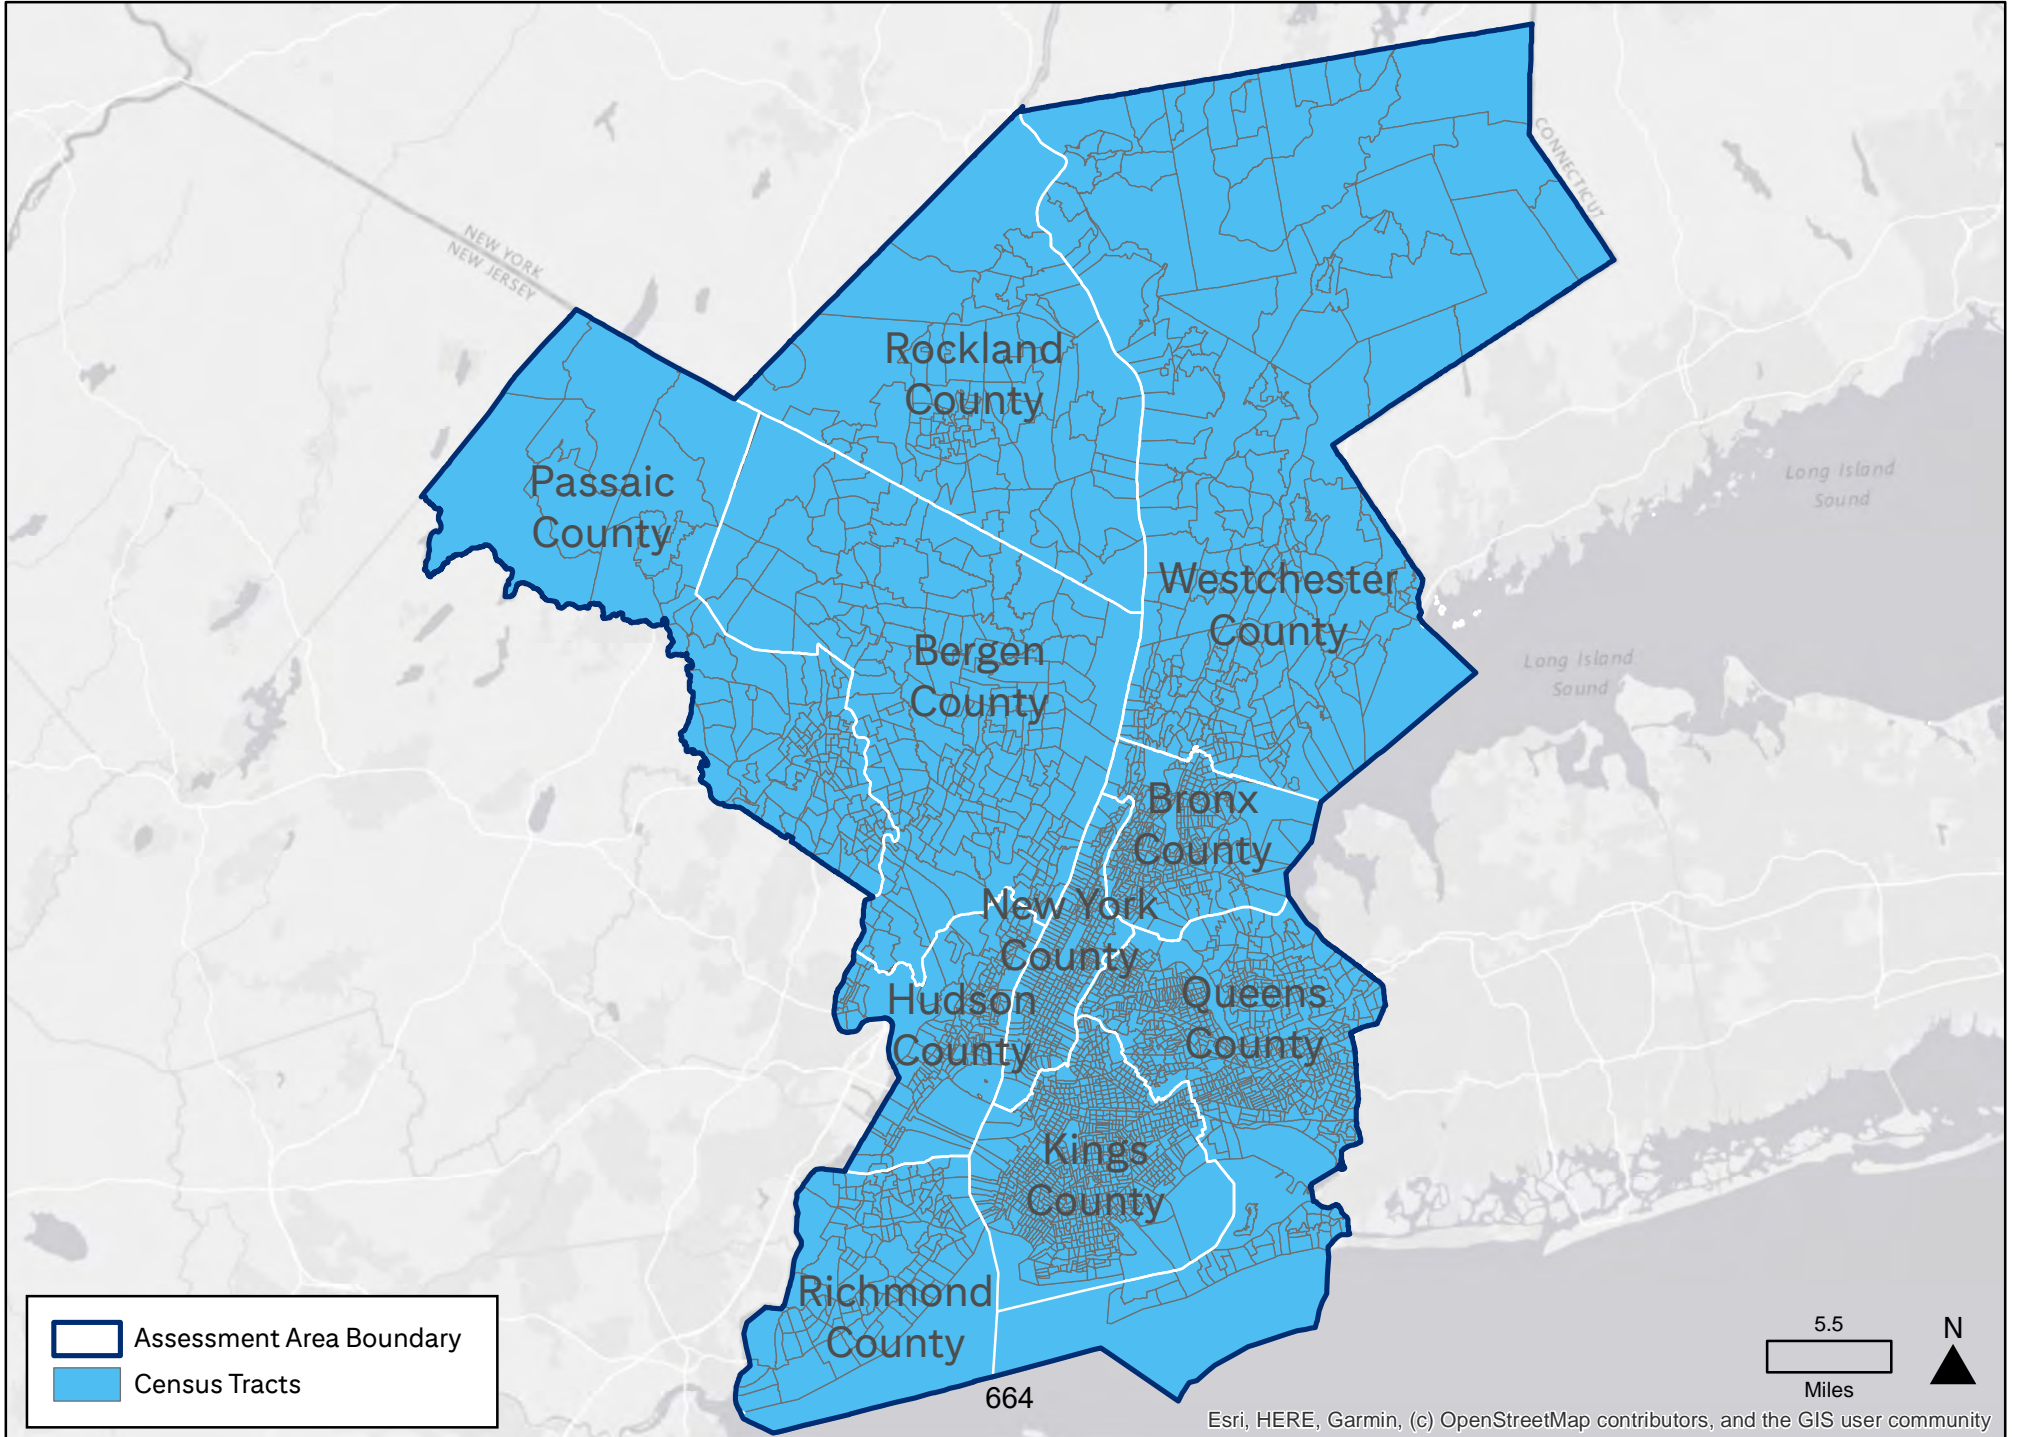 CONNECTICUT
NEW YORK
NEW JERSEY
Rockland
County
Passaic
County
Long Island
Sound
Westchester
County
Bergen
County
Long Island
Sound
Bronx
County
New York
County
Hudson
County
Queens
County
Kings
County
Richmond
County
Assessment Area Boundary
Census Tracts
5.5
Miles
N
664
Esri, HERE, Garmin, (c) OpenStreetMap contributors, and the GIS user community